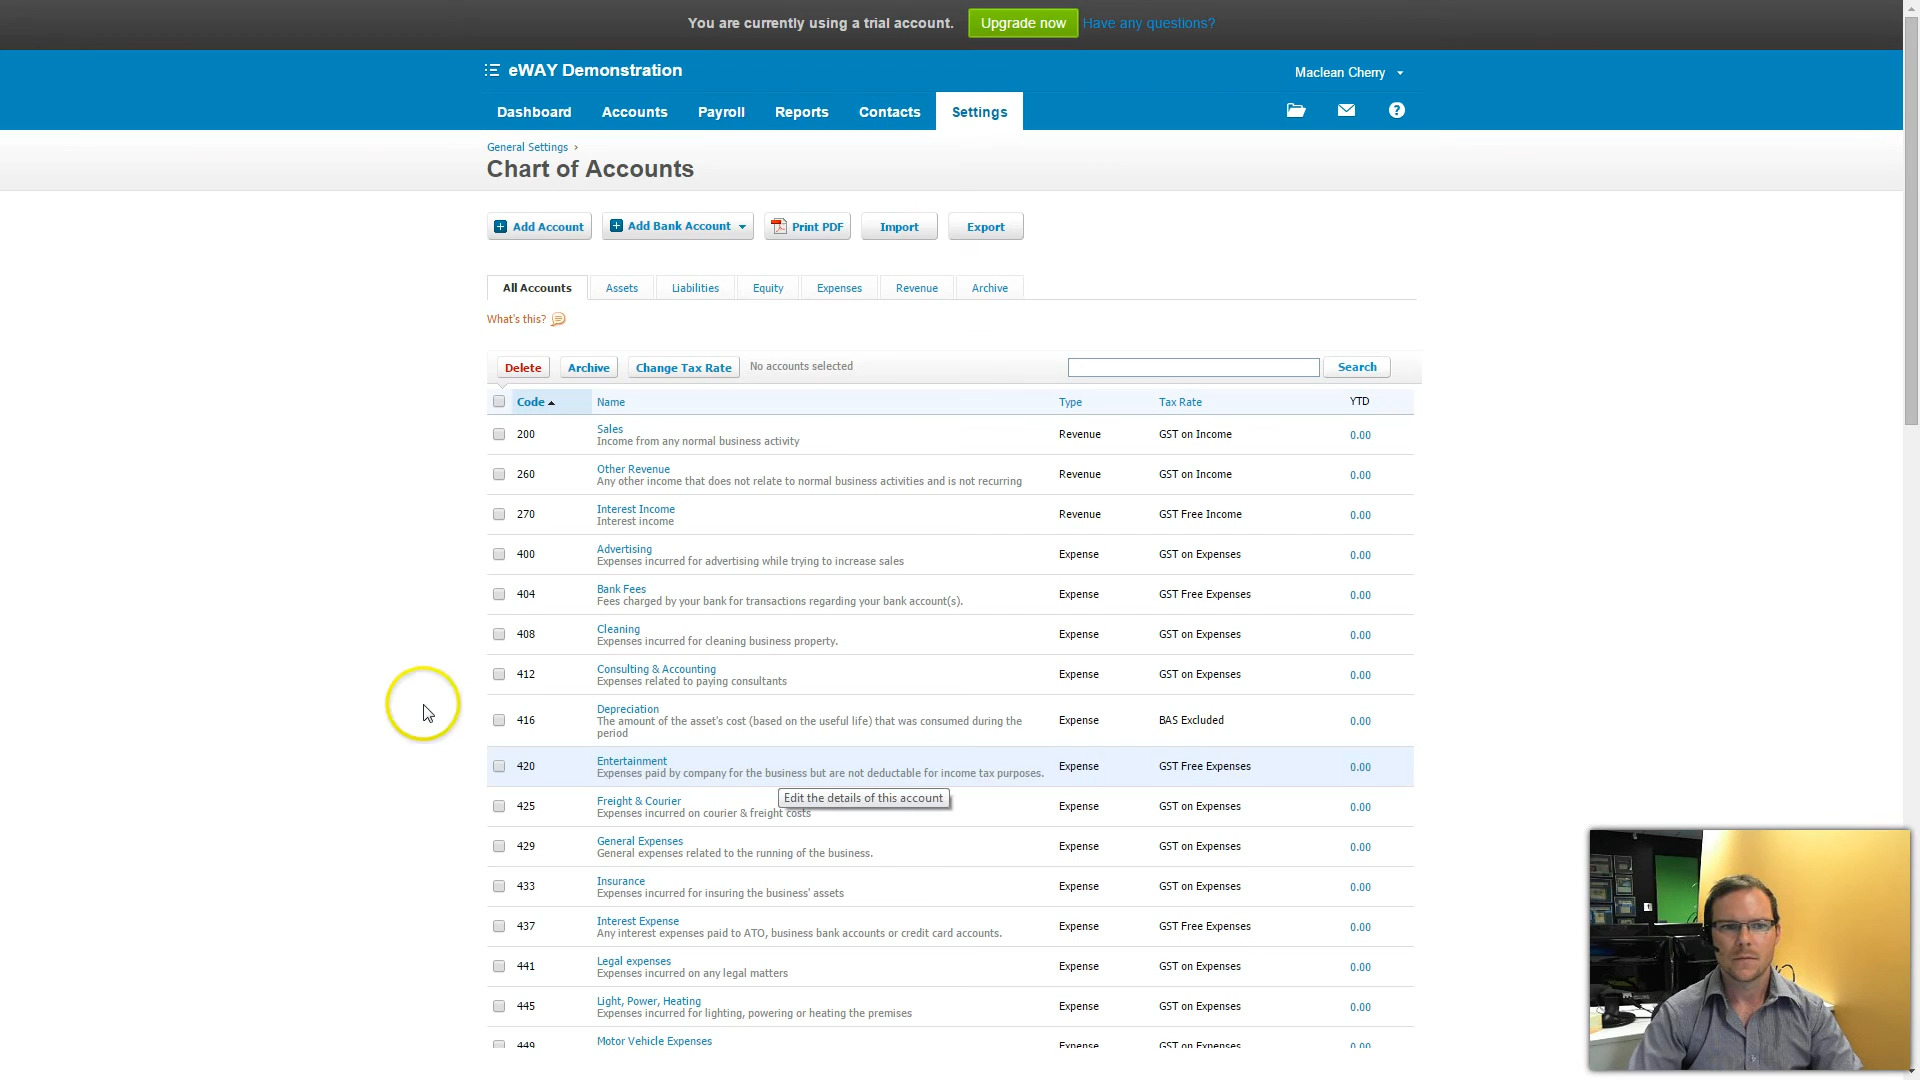 You are currently using a trial account. Upgrade now Have any questions?
eWAY Demonstration
Maclean Cherry
Dashboard Accounts Payroll Reports Contacts Settings
General Settings ›
Chart of Accounts
Add Account Add Bank Account Print PDF Import Export
All Accounts Assets Liabilities Equity Expenses Revenue Archive
What's this?
Delete Archive Change Tax Rate No accounts selected Search
Code Name Type Tax Rate YTD
200 Sales Revenue GST on Income 0.00
Income from any normal business activity
260 Other Revenue Revenue GST on Income 0.00
Any other income that does not relate to normal business activities and is not recurring
270 Interest Income Revenue GST Free Income 0.00
Interest income
400 Advertising Expense GST on Expenses 0.00
Expenses incurred for advertising while trying to increase sales
404 Bank Fees Expense GST Free Expenses 0.00
Fees charged by your bank for transactions regarding your bank account(s).
408 Cleaning Expense GST on Expenses 0.00
Expenses incurred for cleaning business property.
412 Consulting & Accounting Expense GST on Expenses 0.00
Expenses related to paying consultants
416 Depreciation Expense BAS Excluded 0.00
The amount of the asset's cost (based on the useful life) that was consumed during the
period
420 Entertainment Expense GST Free Expenses 0.00
Expenses paid by company for the business but are not deductable for income tax purposes.
Edit the details of this account
425 Freight & Courier Expense GST on Expenses 0.00
Expenses incurred on courier & freight costs
429 General Expenses Expense GST on Expenses 0.00
General expenses related to the running of the business.
433 Insurance Expense GST on Expenses 0.00
Expenses incurred for insuring the business' assets
437 Interest Expense Expense GST Free Expenses 0.00
Any interest expenses paid to ATO, business bank accounts or credit card accounts.
441 Legal expenses Expense GST on Expenses 0.00
Expenses incurred on any legal matters
445 Light, Power, Heating Expense GST on Expenses 0.00
Expenses incurred for lighting, powering or heating the premises
449 Motor Vehicle Expenses Expense GST on Expenses 0.00